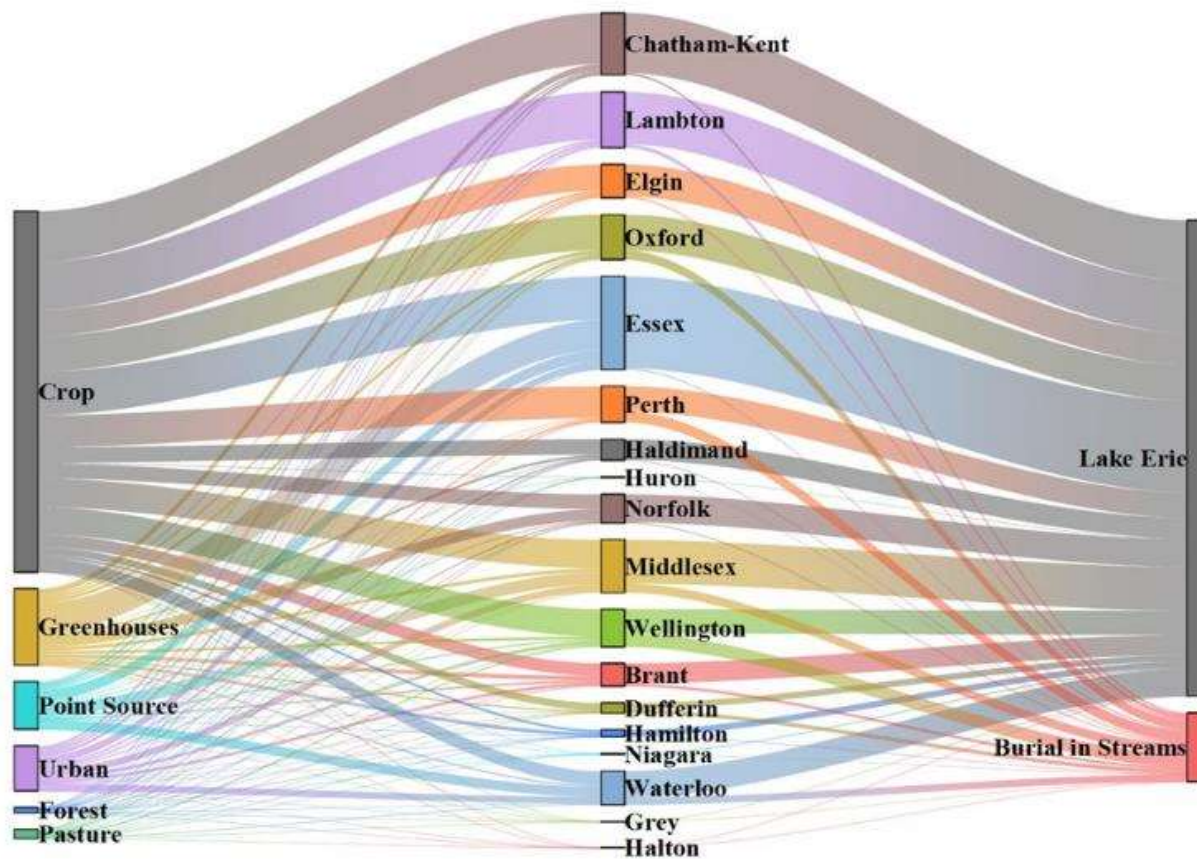 Crop
Greenhouses
Point Source
Urban
Forest
Pasture
Chatham-Kent
Lambton
Elgin
Oxford
Essex
Perth
Haldimand
Huron
Norfolk
Middlesex
Wellington
Brant
Dufferin
Hamilton
Niagara
Waterloo
Grey
Halton
Lake Erie
Burial in Streams